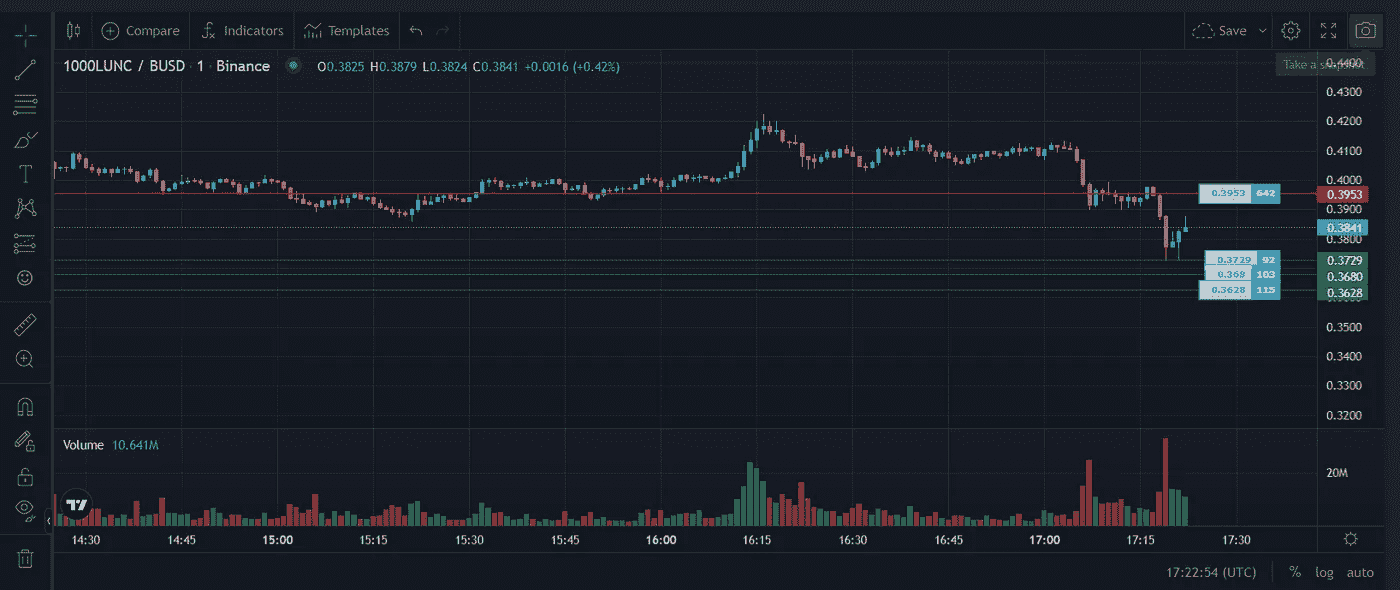 Compare Indicators Templates Save
1000LUNC / BUSD · 1 · Binance O0.3825 H0.3879 L0.3824 C0.3841 +0.0016 (+0.42%)
Take a snapshot
0.4400
0.4300
0.4200
0.4100
0.4000
0.3953 642 0.3953
0.3900
0.3841
0.3800
0.3729 92 0.3729
0.368 103 0.3680
0.3628 115 0.3628
0.3500
0.3400
0.3300
0.3200
Volume 10.641M
20M
14:30 14:45 15:00 15:15 15:30 15:45 16:00 16:15 16:30 16:45 17:00 17:15 17:30
17:22:54 (UTC) % log auto